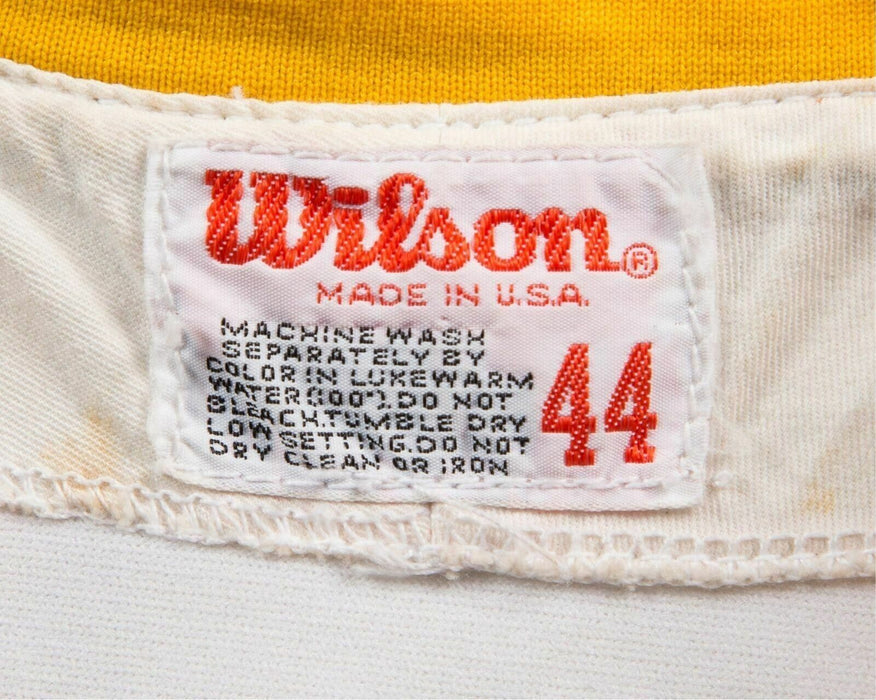 Wilson®
MADE IN U.S.A.
MACHINE WASH
SEPARATELY BY
COLOR IN LUKEWARM
WATER(100°).DO NOT
BLEACH.TUMBLE DRY
LOW SETTING.DO NOT
DRY CLEAN OR IRON
44